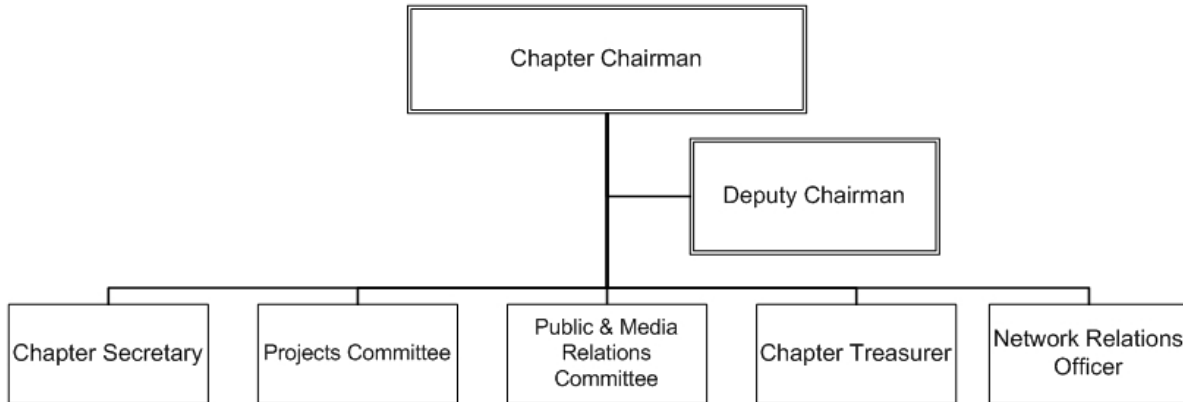 Chapter Chairman
Deputy Chairman
Chapter Secretary
Projects Committee
Public & Media
Relations
Committee
Chapter Treasurer
Network Relations
Officer